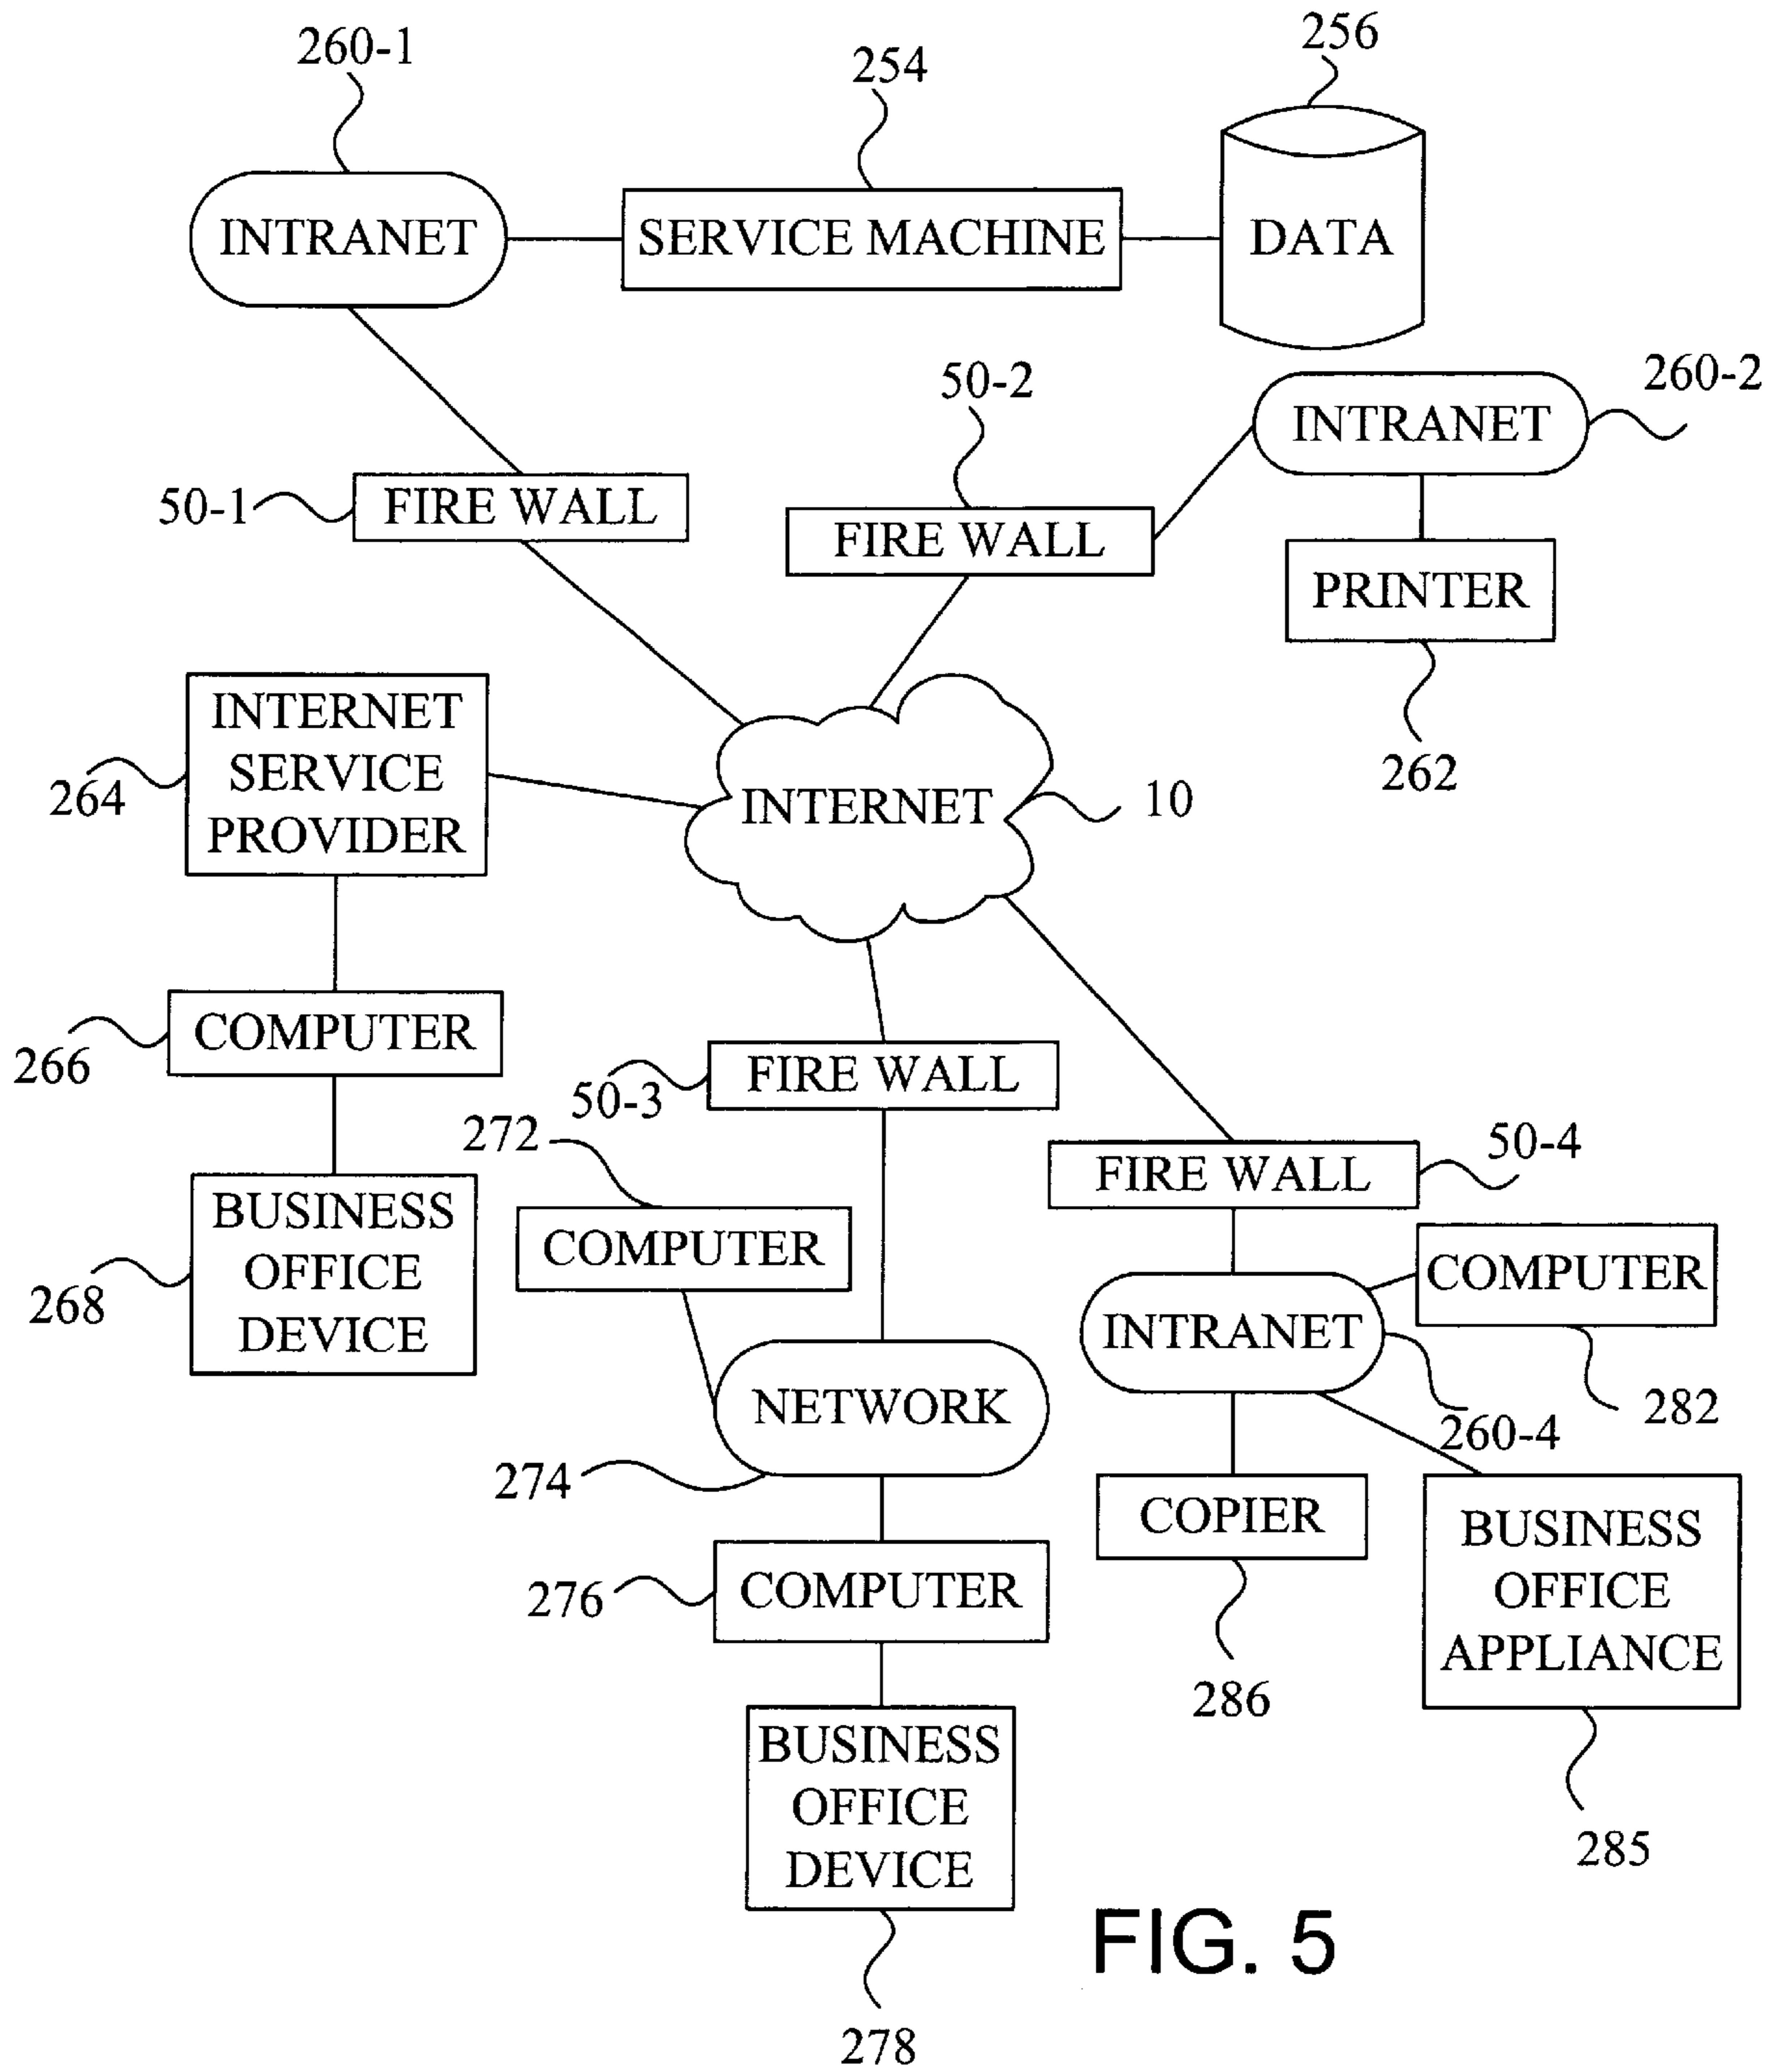 260-1
254
256
INTRANET
SERVICE MACHINE
DATA
50-2
260-2
INTRANET
50-1
FIRE WALL
FIRE WALL
PRINTER
262
INTERNET
SERVICE
PROVIDER
264
INTERNET
10
COMPUTER
266
FIRE WALL
50-3
272
50-4
FIRE WALL
BUSINESS
OFFICE
DEVICE
268
COMPUTER
COMPUTER
282
INTRANET
260-4
NETWORK
274
COPIER
286
BUSINESS
OFFICE
APPLIANCE
285
276
COMPUTER
BUSINESS
OFFICE
DEVICE
278
FIG. 5